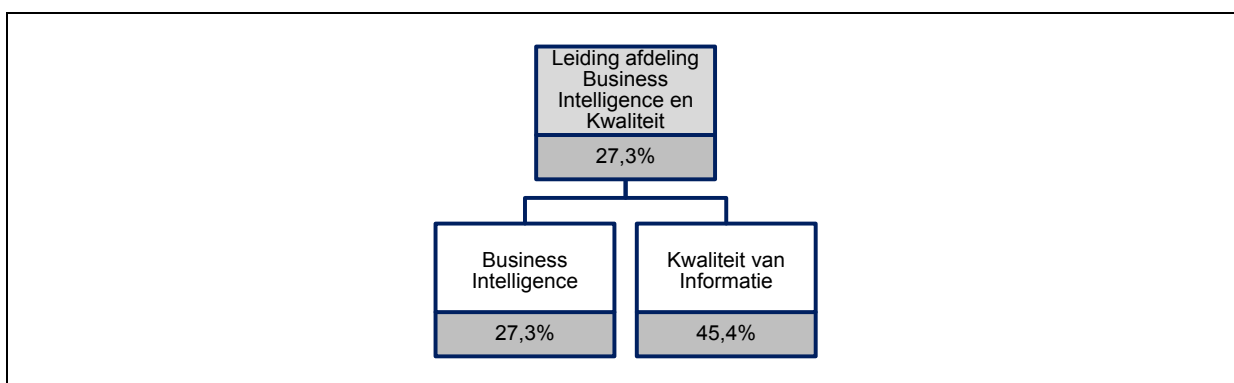 Leiding afdeling
Business
Intelligence en
Kwaliteit
27,3%
Business
Intelligence
27,3%
Kwaliteit van
Informatie
45,4%